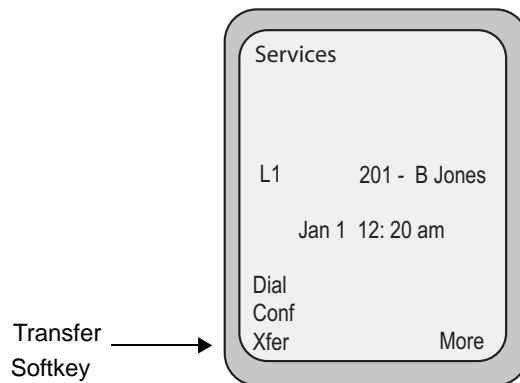 Services
L1 201 - B Jones
Jan 1 12: 20 am
Dial
Conf
Xfer More
Transfer
Softkey